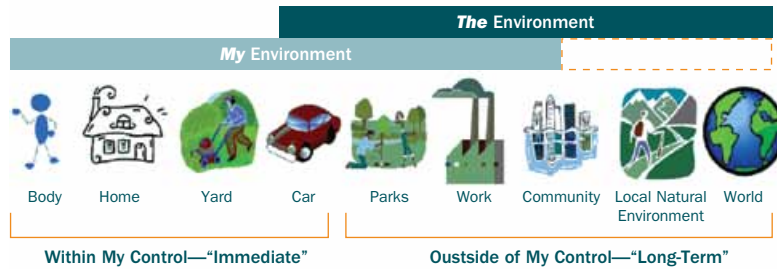 The Environment
My Environment
Body
Home
Yard
Car
Parks
Work
Community
Local Natural
Environment
World
Within My Control—“Immediate”
Oustside of My Control—“Long-Term”